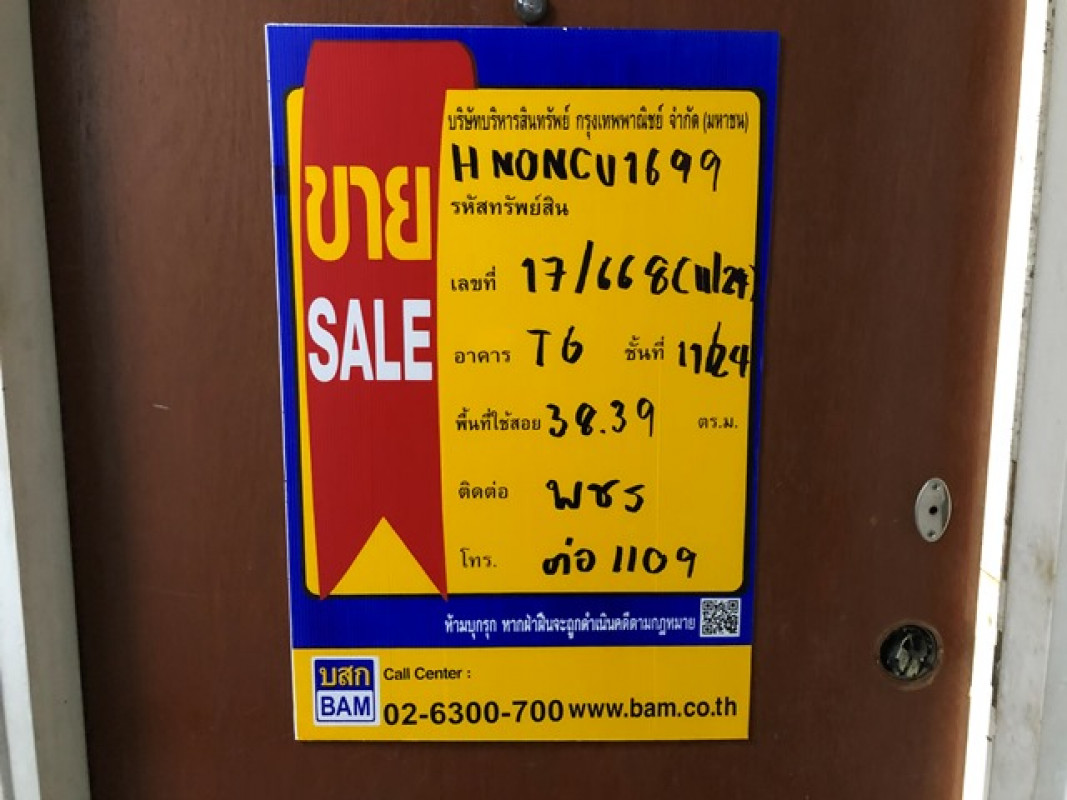 บริษัทบริหารสินทรัพย์ กรุงเทพพาณิชย์ จำกัด (มหาชน)
HNONCU1699
รหัสทรัพย์สิน
ขาย
SALE
เลขที่ 17/668 (11/24)
อาคาร T6 ชั้นที่ 11/24
พื้นที่ใช้สอย 38.39 ตร.ม.
ติดต่อ พชร
โทร. ต่อ 1109
ห้ามบุกรุก หากฝ่าฝืนจะถูกดำเนินคดีตามกฎหมาย
บสก
BAM
Call Center :
02-6300-700 www.bam.co.th